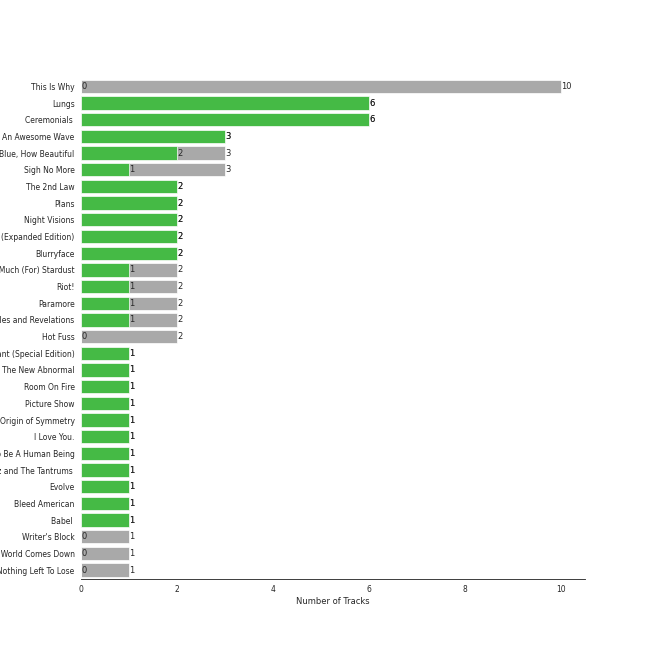 This Is Why 0 10
Lungs 6
Ceremonials 6
An Awesome Wave 3
Blue, How Beautiful 2 3
Sigh No More 1 3
The 2nd Law 2
Plans 2
Night Visions 2
(Expanded Edition) 2
Blurryface 2
Much (For) Stardust 1 2
Riot! 1 2
Paramore 1 2
les and Revelations 1 2
Hot Fuss 0 2
ant (Special Edition) 1
The New Abnormal 1
Room On Fire 1
Picture Show 1
Origin of Symmetry 1
I Love You. 1
Be A Human Being 1
z and The Tantrums 1
Evolve 1
Bleed American 1
Babel 1
Writer's Block 0 1
World Comes Down 0 1
Nothing Left To Lose 0 1
0 2 4 6 8 10
Number of Tracks